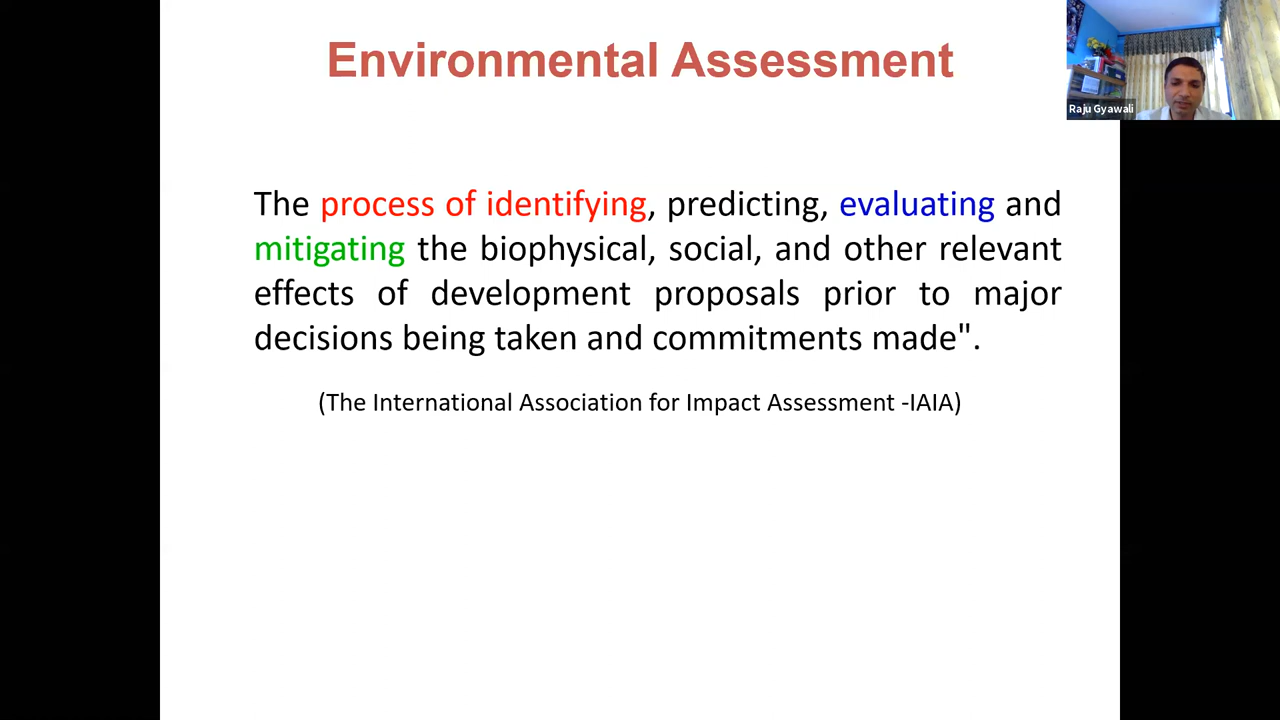 Environmental Assessment
Raju Gyawali
The process of identifying, predicting, evaluating and
mitigating the biophysical, social, and other relevant
effects of development proposals prior to major
decisions being taken and commitments made".
(The International Association for Impact Assessment -IAIA)